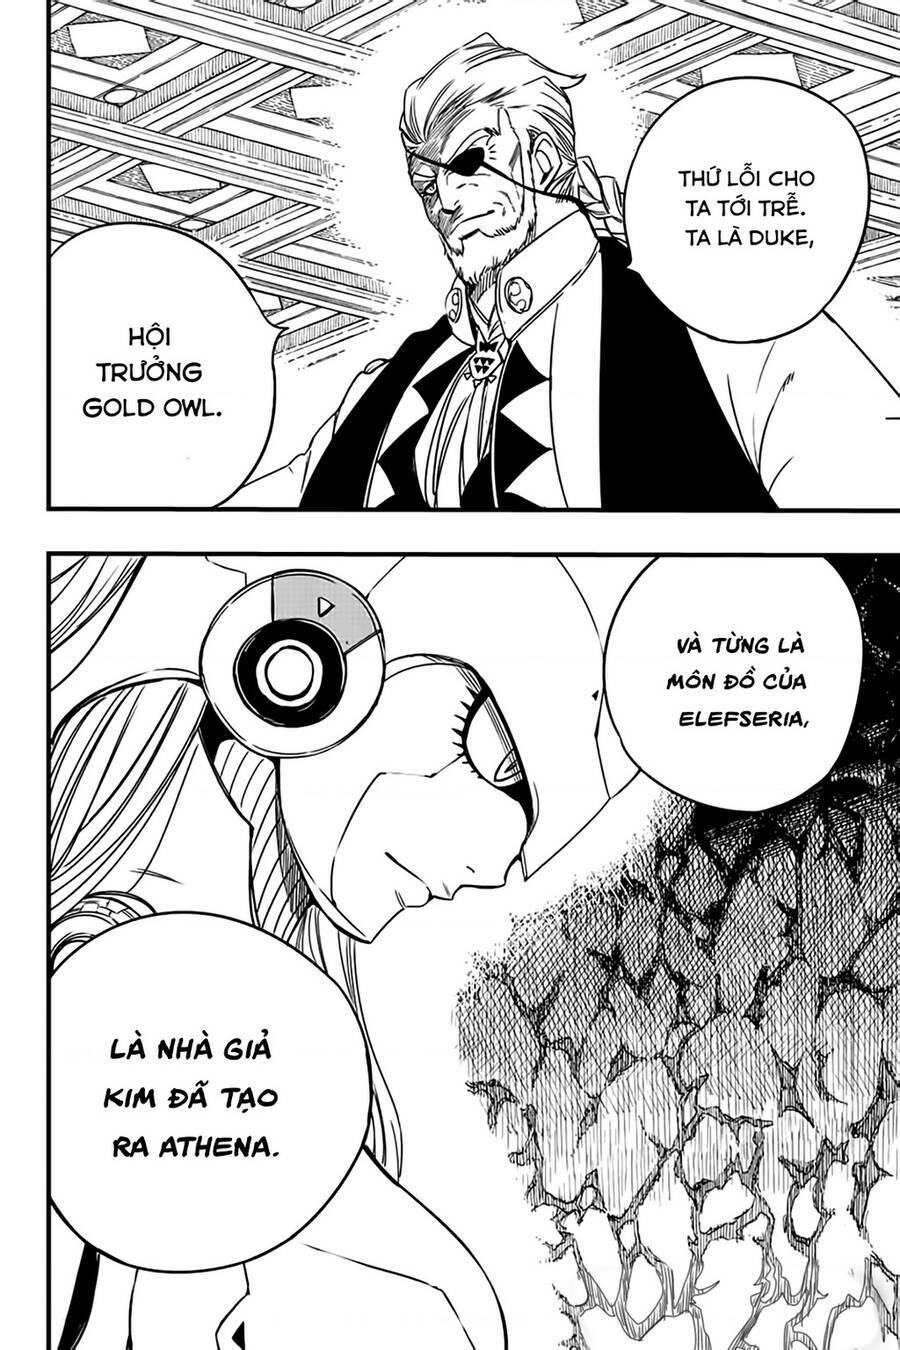 THỨ LỖI CHO
TA TỚI TRỄ.
TA LÀ DUKE,
HỘI
TRƯỞNG
GOLD OWL.
VÀ TỪNG LÀ
MÔN ĐỒ CỦA
ELEFSERIA,
LÀ NHÀ GIẢ
KIM ĐÃ TẠO
RA ATHENA.